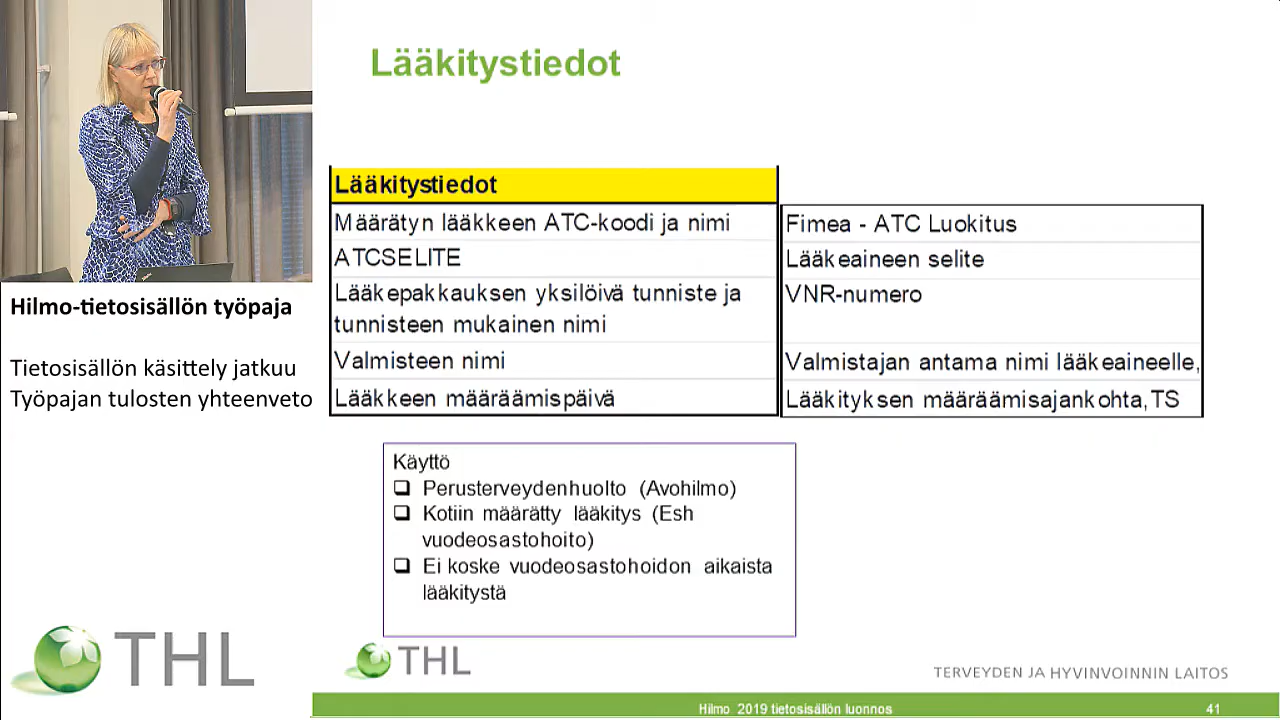 Lääkitystiedot
Lääkitystiedot
Määrätyn lääkkeen ATC-koodi ja nimi
Fimea - ATC Luokitus
ATCSELITE
Lääkeaineen selite
Lääkepakkauksen yksilöivä tunniste ja
tunnisteen mukainen nimi
VNR-numero
Valmisteen nimi
Valmistajan antama nimi lääkeaineelle,
Lääkkeen määräämispäivä
Lääkityksen määräämisajankohta,TS
Käyttö
❑ Perusterveydenhuolto (Avohilmo)
❑ Kotiin määrätty lääkitys (Esh
vuodeosastohoito)
❑ Ei koske vuodeosastohoidon aikaista
lääkitystä
Hilmo-tietosisällön työpaja
Tietosisällön käsittely jatkuu
Työpajan tulosten yhteenveto
THL
THL
TERVEYDEN JA HYVINVOINNIN LAITOS
Hilmo 2019 tietosisällön luonnos
41